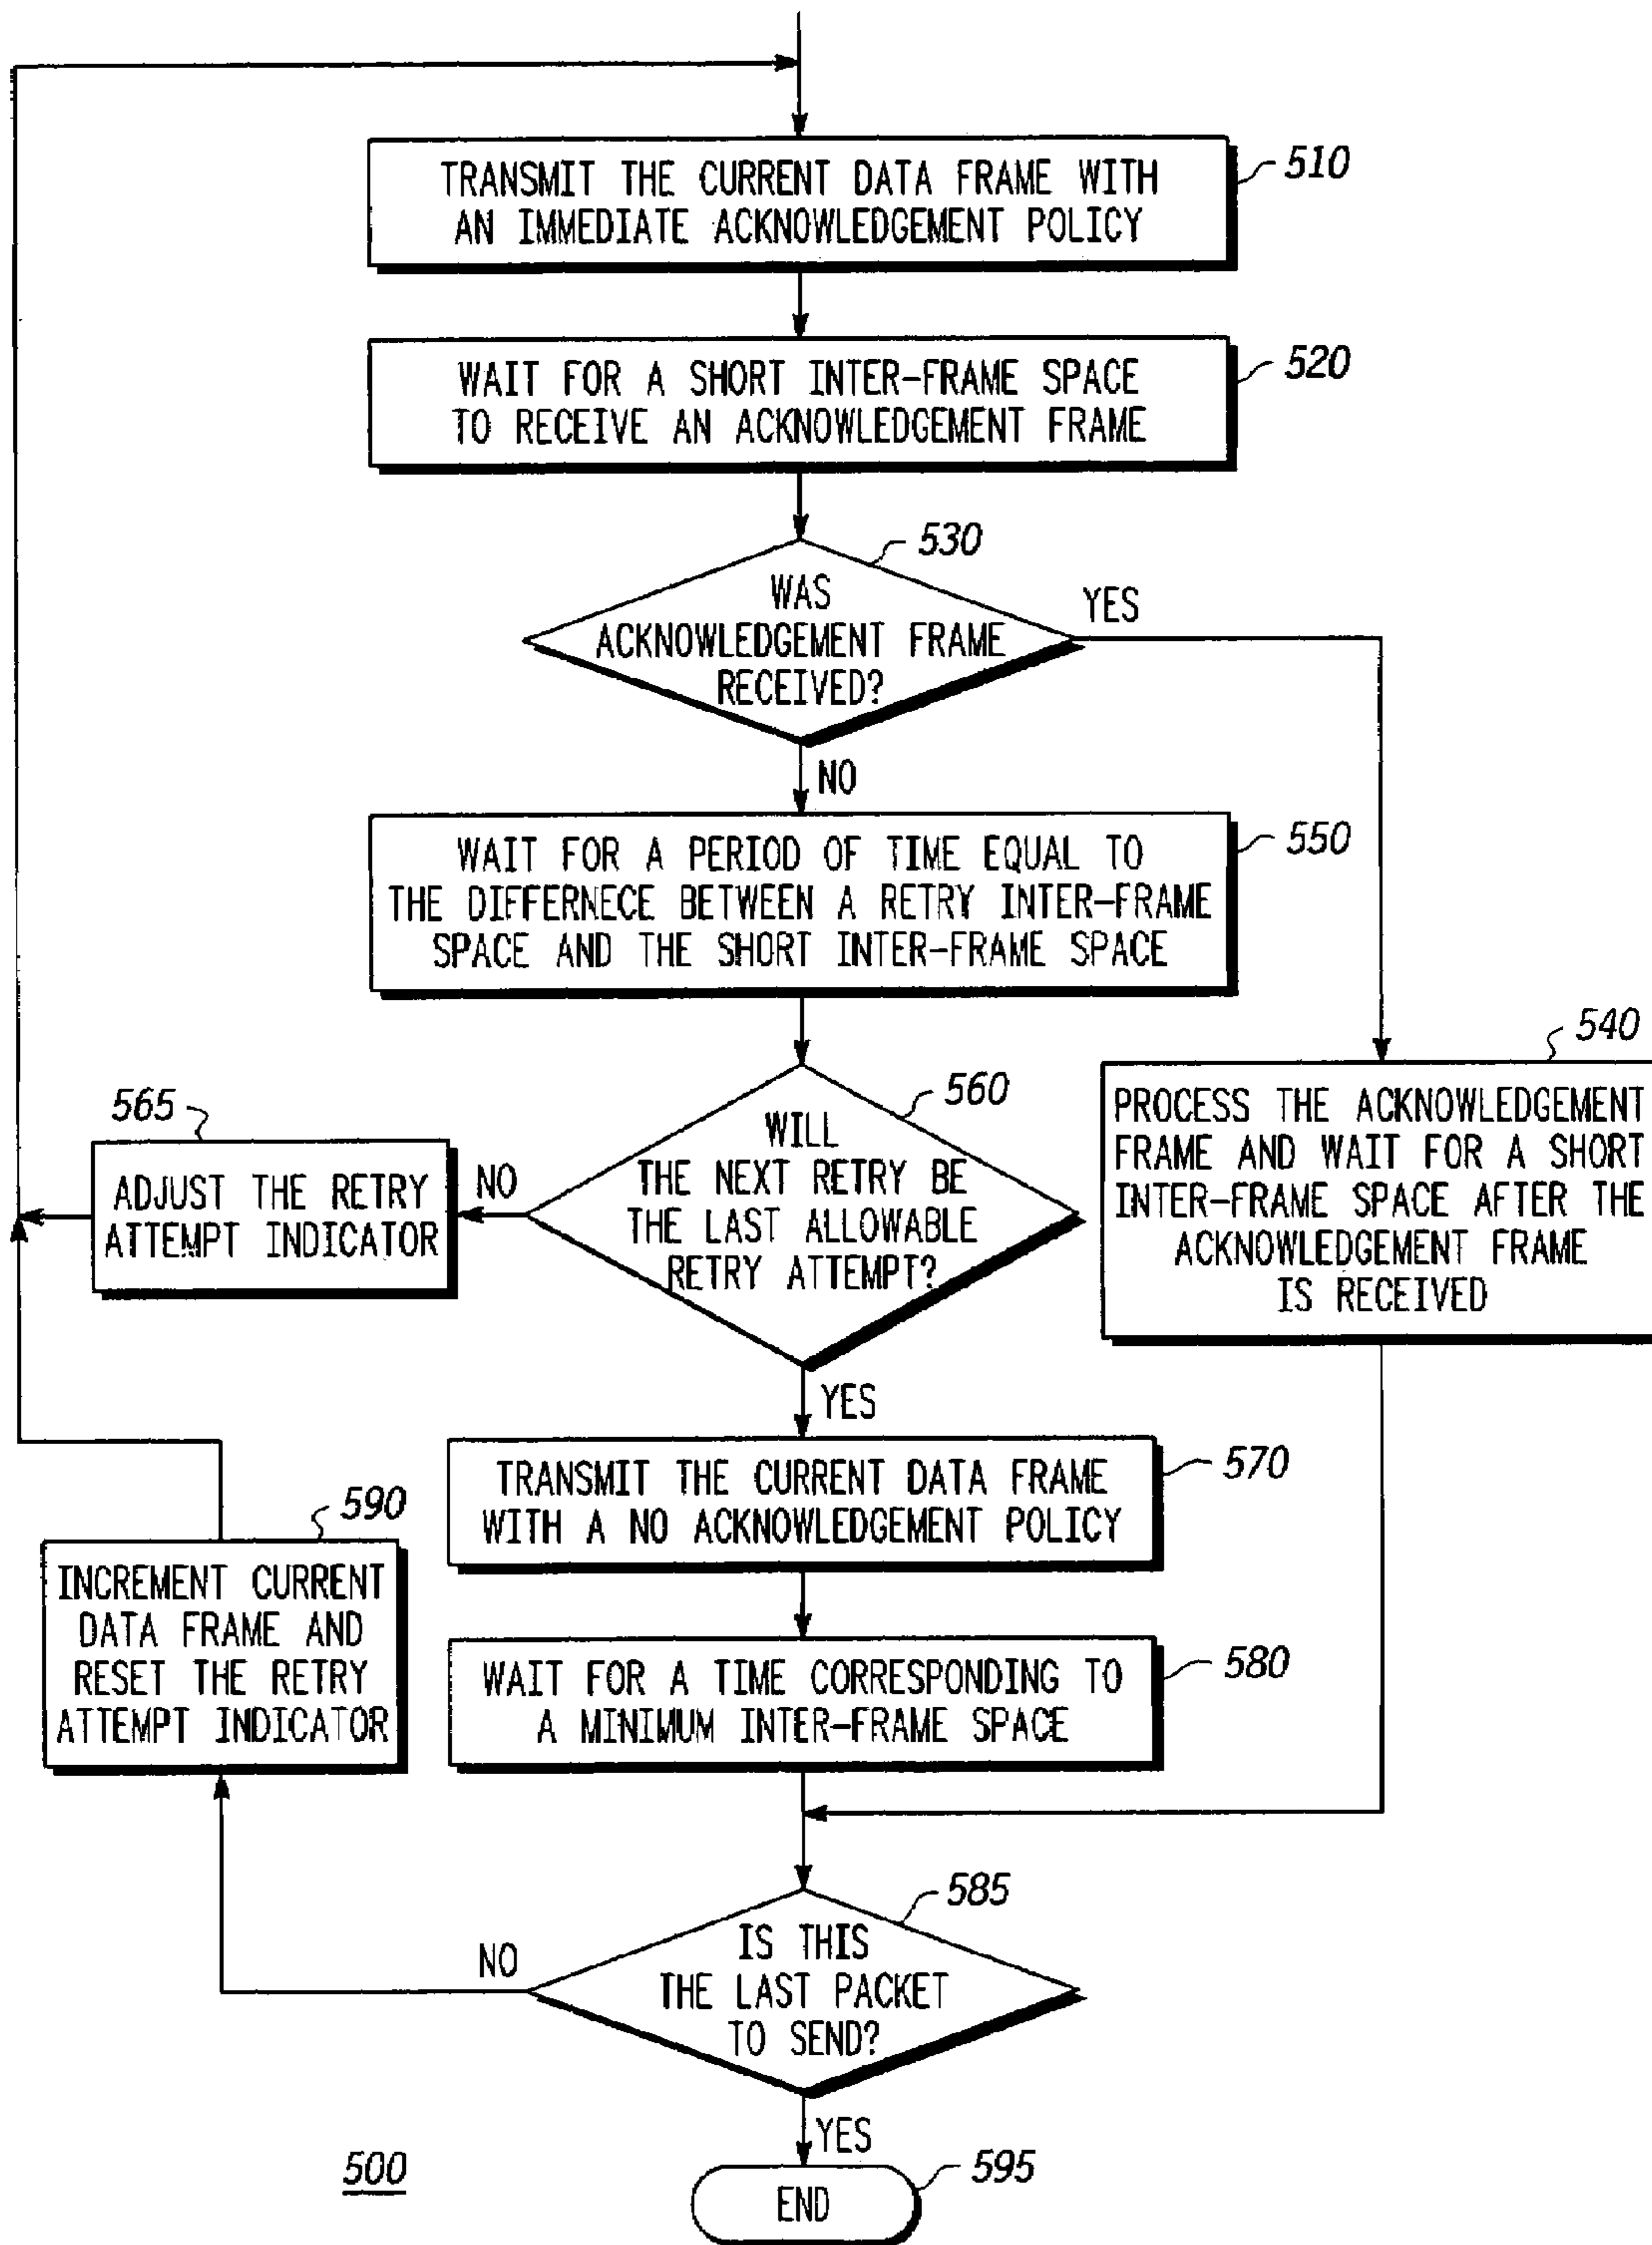 TRANSMIT THE CURRENT DATA FRAME WITH
AN IMMEDIATE ACKNOWLEDGEMENT POLICY
510
WAIT FOR A SHORT INTER-FRAME SPACE
TO RECEIVE AN ACKNOWLEDGEMENT FRAME
520
530
WAS
ACKNOWLEDGEMENT FRAME
RECEIVED?
YES
NO
WAIT FOR A PERIOD OF TIME EQUAL TO
THE DIFFERNECE BETWEEN A RETRY INTER-FRAME
SPACE AND THE SHORT INTER-FRAME SPACE
550
540
PROCESS THE ACKNOWLEDGEMENT
FRAME AND WAIT FOR A SHORT
INTER-FRAME SPACE AFTER THE
ACKNOWLEDGEMENT FRAME
IS RECEIVED
560
WILL
THE NEXT RETRY BE
THE LAST ALLOWABLE
RETRY ATTEMPT?
NO
565
ADJUST THE RETRY
ATTEMPT INDICATOR
YES
TRANSMIT THE CURRENT DATA FRAME
WITH A NO ACKNOWLEDGEMENT POLICY
570
590
INCREMENT CURRENT
DATA FRAME AND
RESET THE RETRY
ATTEMPT INDICATOR
WAIT FOR A TIME CORRESPONDING TO
A MINIMUM INTER-FRAME SPACE
580
585
IS THIS
THE LAST PACKET
TO SEND?
NO
YES
500
END
595